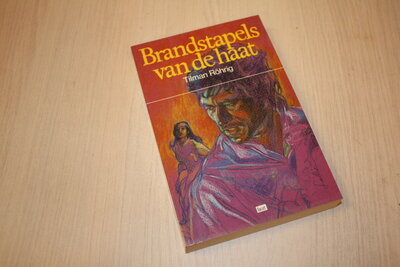 Brandstapels
van de haat
Tilman Röhrig